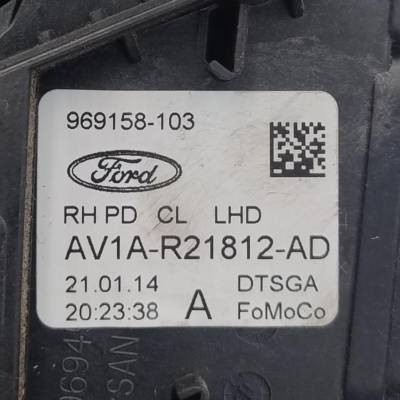 969158-103
Ford
RH PD CL LHD
AV1A-R21812-AD
21.01.14 DTSGA
20:23:38 A FoMoCo